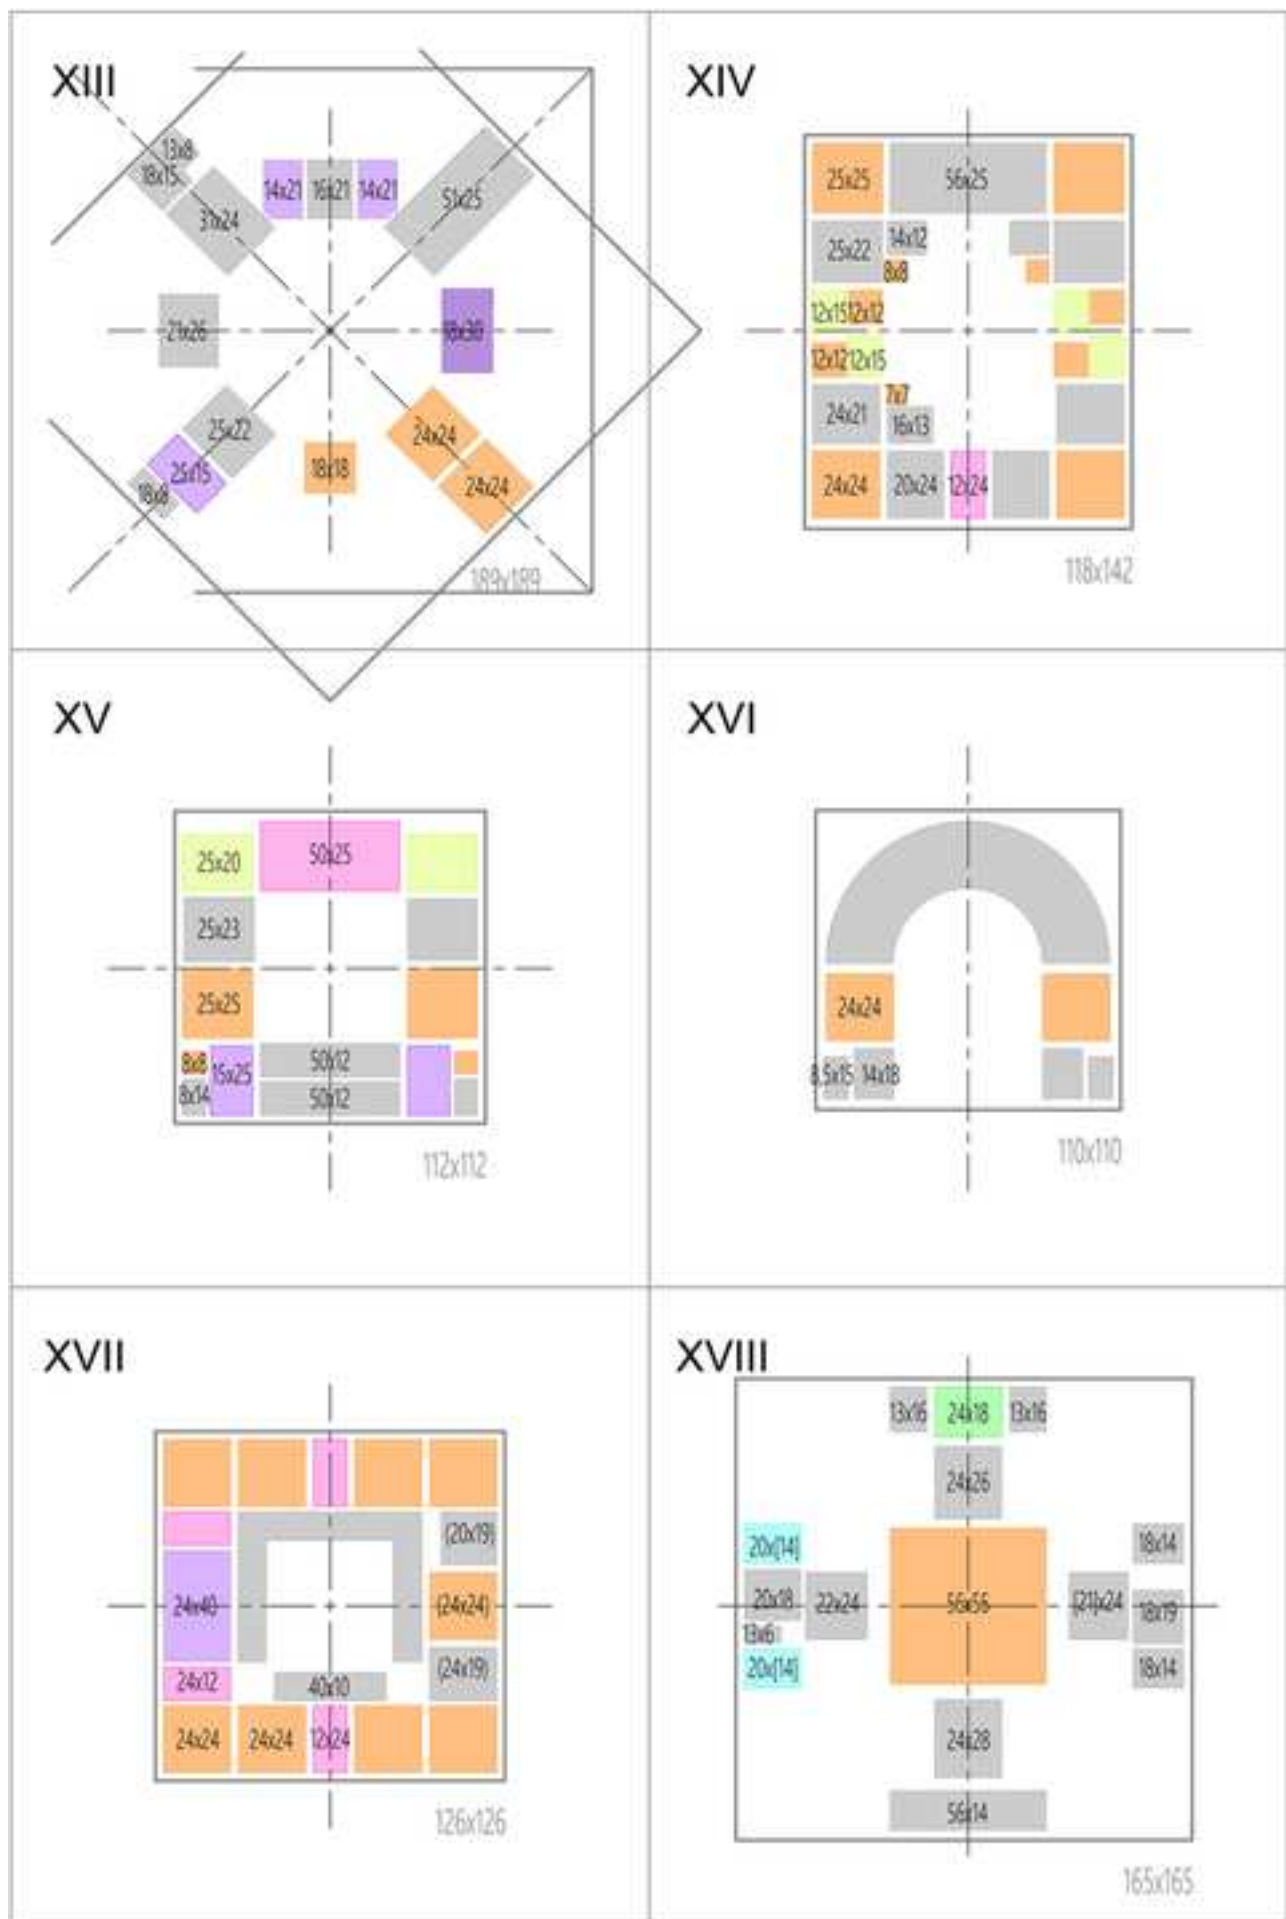 XIII
13x8
18x15
31x24
14x21
16x21
14x21
51x25
21x26
18x30
25x22
25x15
18x8
18x18
24x24
24x24
189x189
XIV
25x25
56x25
25x22
14x12
8x8
12x15
12x12
12x12
12x15
24x21
7x7
16x13
24x24
20x24
12x24
118x142
XV
25x20
50x25
25x23
25x25
8x8
15x25
50x12
8x14
50x12
112x112
XVI
24x24
8.5x15
14x18
110x110
XVII
(20x19)
24x40
(24x24)
24x12
40x10
(24x19)
24x24
24x24
12x24
126x126
XVIII
13x16
24x18
13x16
24x26
20x[14]
18x14
20x18
22x24
56x56
(21)x24
18x19
13x6
20x[14]
18x14
24x28
56x14
165x165